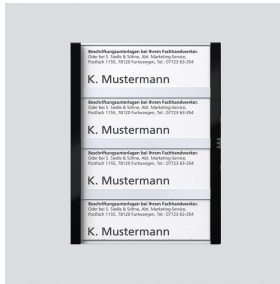 Beschriftungsunterlagen bei Ihrem Fachhandwerker.
Oder bei S. Siedle & Söhne, Abt. Marketing-Service,
Postfach 1155, 78120 Furtwangen, Tel.: 07723 63-354
K. Mustermann
Beschriftungsunterlagen bei Ihrem Fachhandwerker.
Oder bei S. Siedle & Söhne, Abt. Marketing-Service,
Postfach 1155, 78120 Furtwangen, Tel.: 07723 63-354
K. Mustermann
Beschriftungsunterlagen bei Ihrem Fachhandwerker.
Oder bei S. Siedle & Söhne, Abt. Marketing-Service,
Postfach 1155, 78120 Furtwangen, Tel.: 07723 63-354
K. Mustermann
Beschriftungsunterlagen bei Ihrem Fachhandwerker.
Oder bei S. Siedle & Söhne, Abt. Marketing-Service,
Postfach 1155, 78120 Furtwangen, Tel.: 07723 63-354
K. Mustermann